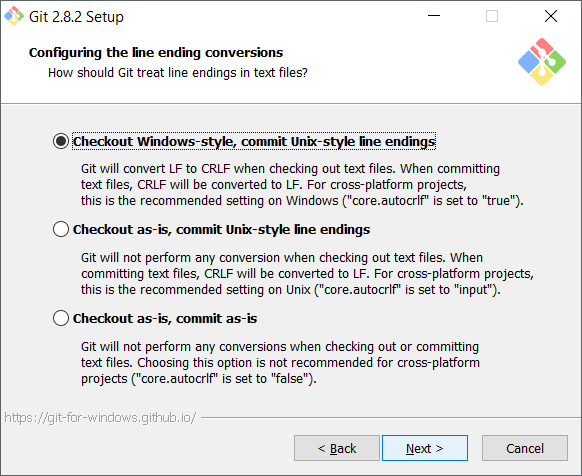 Git 2.8.2 Setup
Configuring the line ending conversions
How should Git treat line endings in text files?
Checkout Windows-style, commit Unix-style line endings
Git will convert LF to CRLF when checking out text files. When committing
text files, CRLF will be converted to LF. For cross-platform projects,
this is the recommended setting on Windows ("core.autocrlf" is set to "true").
Checkout as-is, commit Unix-style line endings
Git will not perform any conversion when checking out text files. When
committing text files, CRLF will be converted to LF. For cross-platform projects,
this is the recommended setting on Unix ("core.autocrlf" is set to "input").
Checkout as-is, commit as-is
Git will not perform any conversions when checking out or committing
text files. Choosing this option is not recommended for cross-platform
projects ("core.autocrlf" is set to "false").
https://git-for-windows.github.io/
< Back Next > Cancel